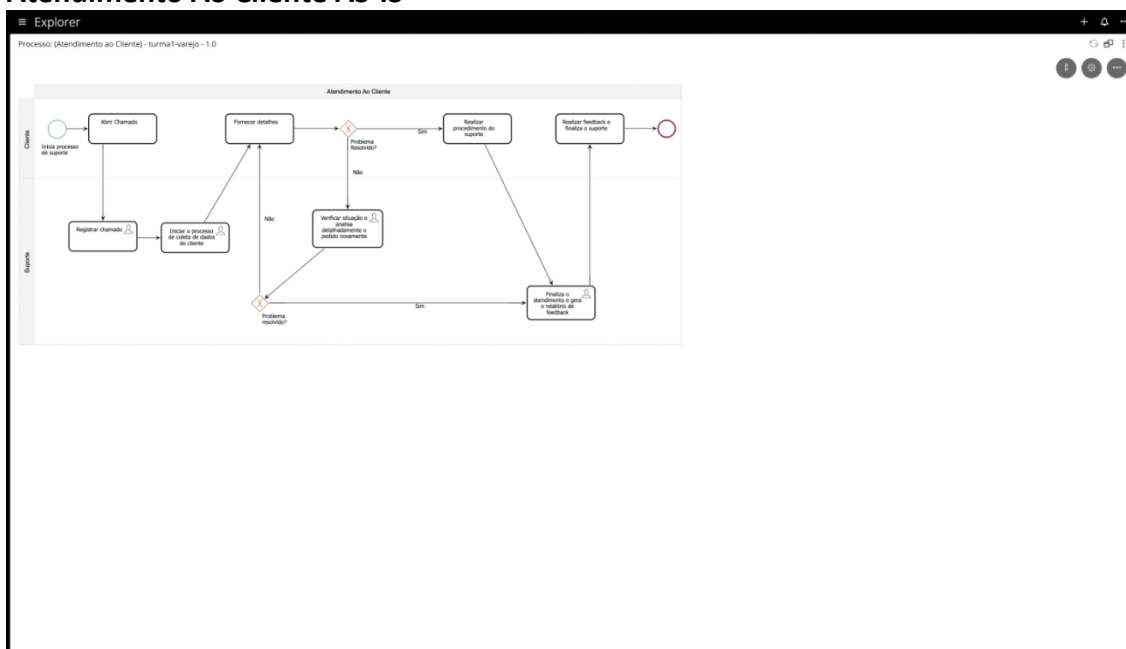 Atendimento Ao Cliente As-is
Explorer
Processo: (Atendimento ao Cliente) - turma1-varejo - 1.0
Atendimento Ao Cliente
Cliente
Inicia processo
de suporte
Abrir Chamado
Fornecer detalhes
Problema
Resolvido?
Sim
Não
Realizar
procedimento do
suporte
Realizar feedback e
finaliza o suporte
Suporte
Registrar chamado
Iniciar o processo
de coleta de dados
do cliente
Não
Verificar situação e
analisa
detalhadamente o
pedido novamente
Problema
resolvido?
Sim
Finaliza o
atendimento e gera
o relatório de
feedback